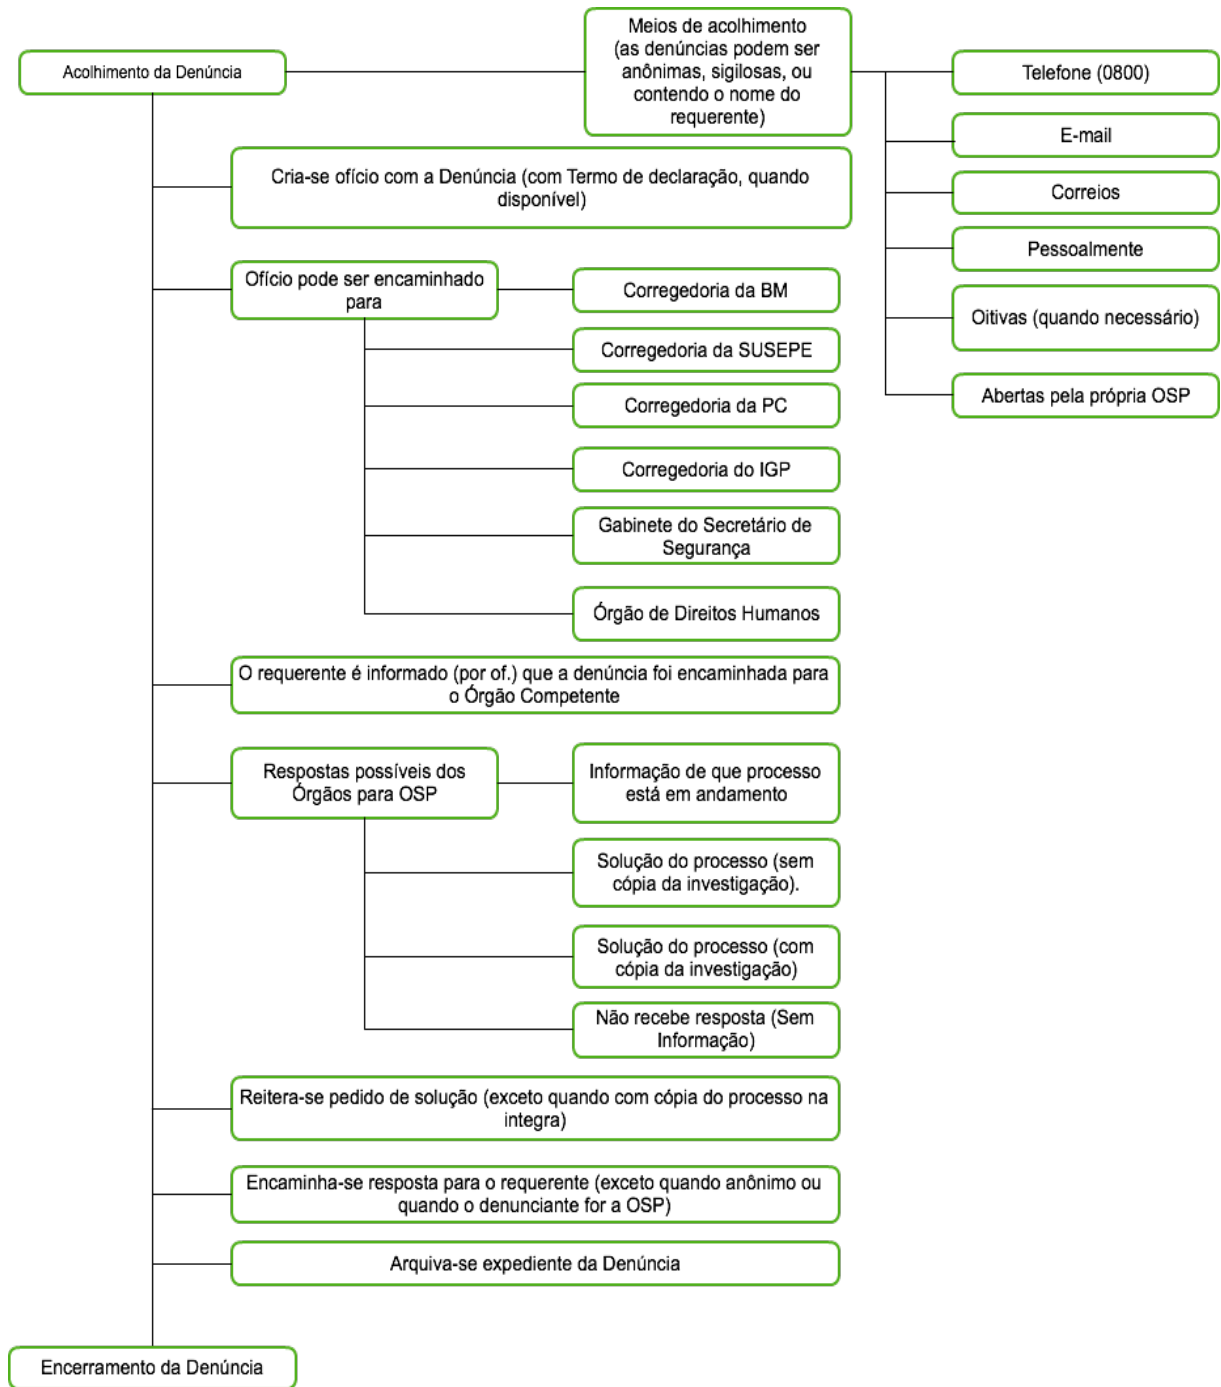 Acolhimento da Denúncia
Meios de acolhimento
(as denúncias podem ser
anônimas, sigilosas, ou
contendo o nome do
requerente)
Telefone (0800)
E-mail
Correios
Pessoalmente
Oitivas (quando necessário)
Abertas pela própria OSP
Cria-se ofício com a Denúncia (com Termo de declaração, quando
disponível)
Ofício pode ser encaminhado
para
Corregedoria da BM
Corregedoria da SUSEPE
Corregedoria da PC
Corregedoria do IGP
Gabinete do Secretário de
Segurança
Órgão de Direitos Humanos
O requerente é informado (por of.) que a denúncia foi encaminhada para
o Órgão Competente
Respostas possíveis dos
Órgãos para OSP
Informação de que processo
está em andamento
Solução do processo (sem
cópia da investigação).
Solução do processo (com
cópia da investigação)
Não recebe resposta (Sem
Informação)
Reitera-se pedido de solução (exceto quando com cópia do processo na
integra)
Encaminha-se resposta para o requerente (exceto quando anônimo ou
quando o denunciante for a OSP)
Arquiva-se expediente da Denúncia
Encerramento da Denúncia